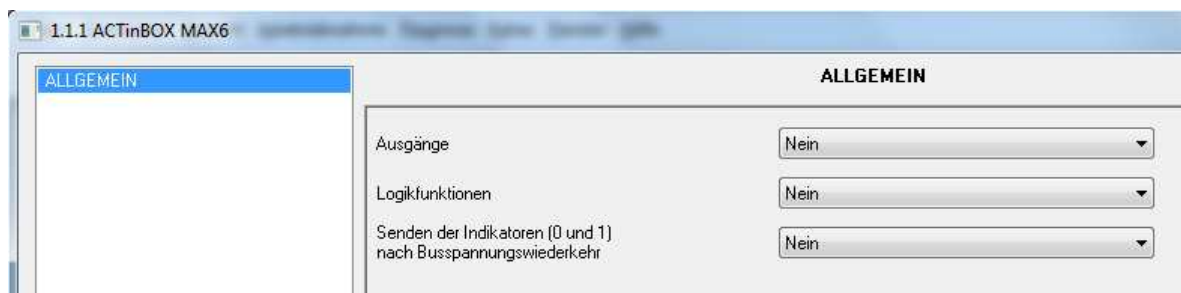 1.1.1 ACTinBOX MAX6
ALLGEMEIN
ALLGEMEIN
Ausgänge
Nein
Logikfunktionen
Nein
Senden der Indikatoren (0 und 1)
nach Busspannungswiederkehr
Nein